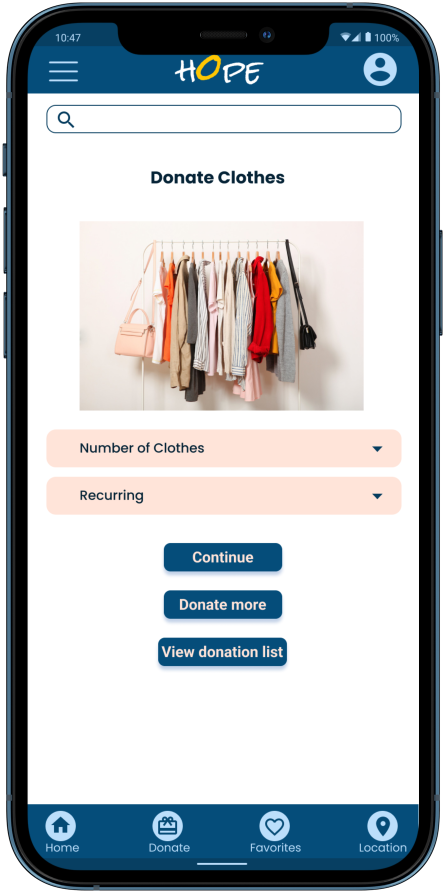 10:47
100%
HOPE
Donate Clothes
Number of Clothes
Recurring
Continue
Donate more
View donation list
Home
Donate
Favorites
Location